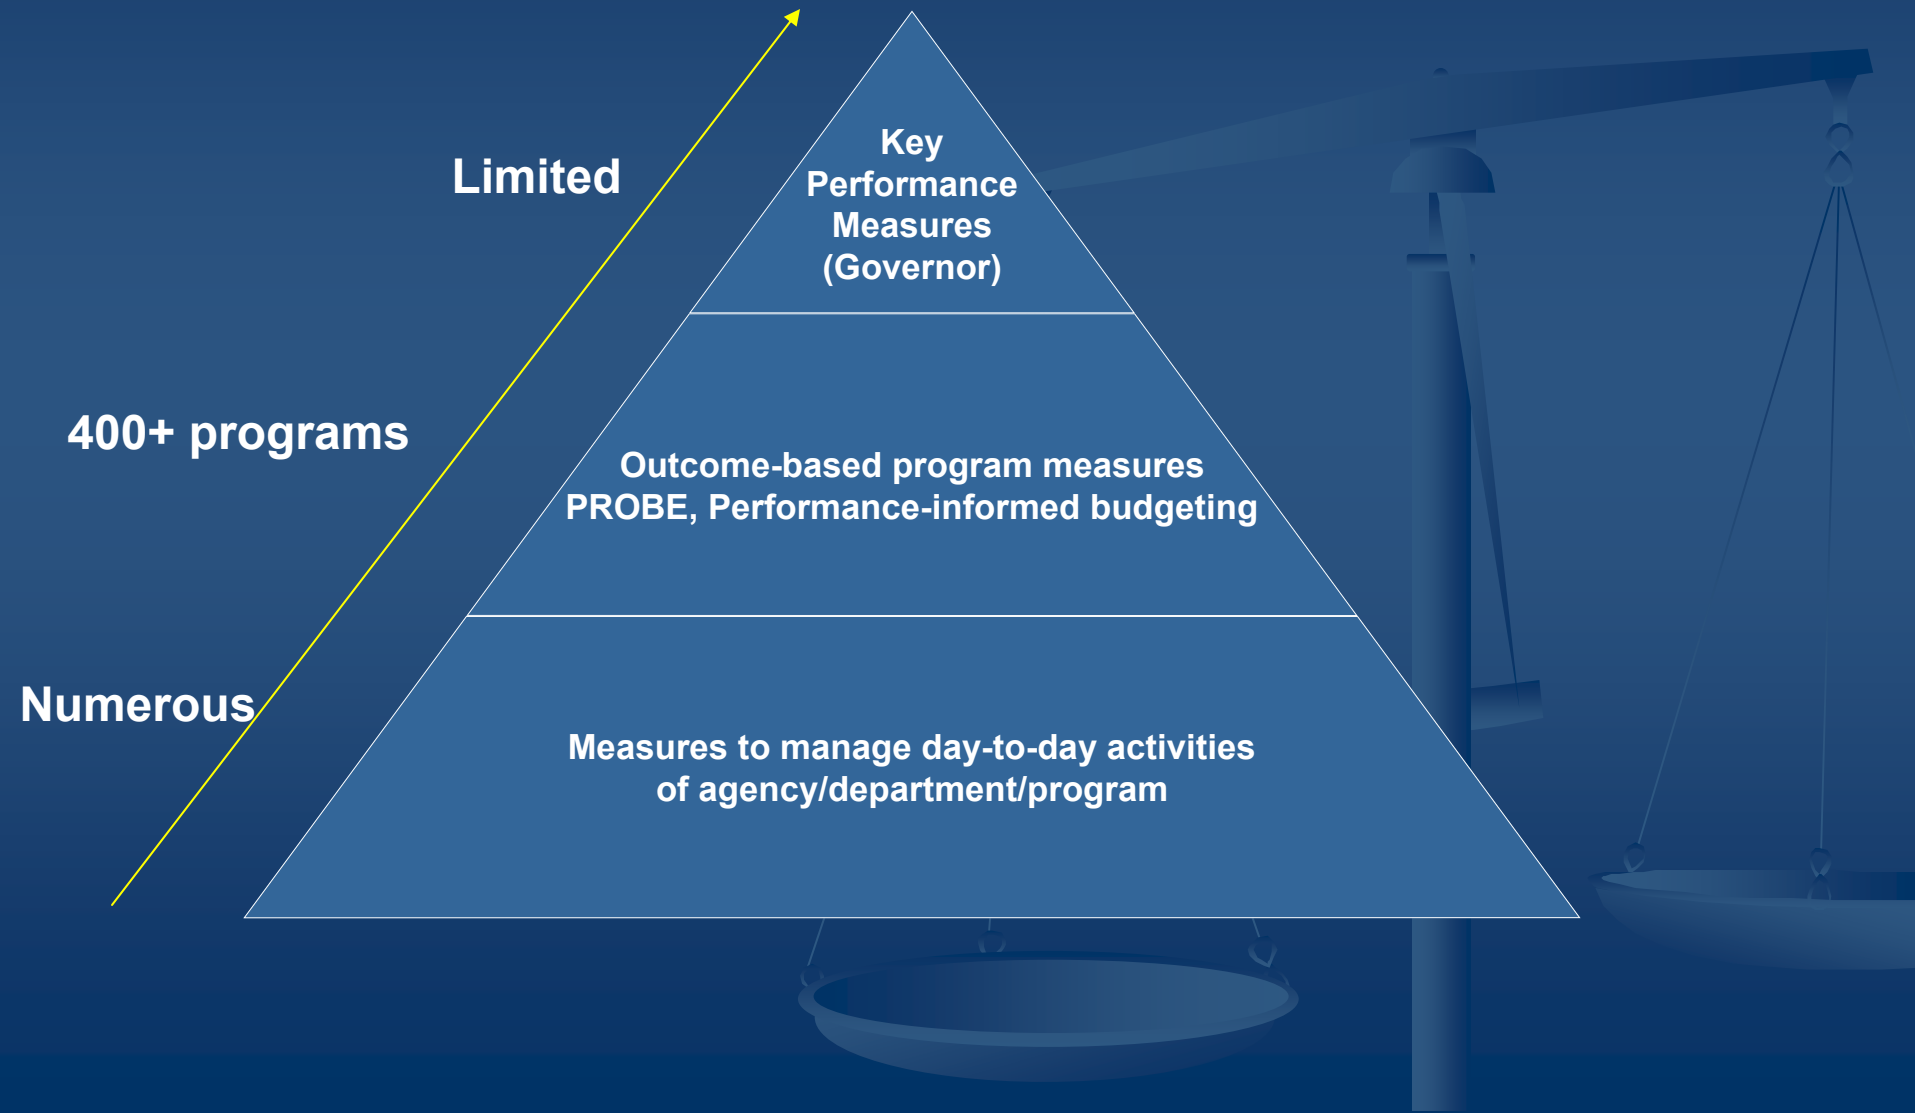 Limited
Key
Performance
Measures
(Governor)
400+ programs
Outcome-based program measures
PROBE, Performance-informed budgeting
Numerous
Measures to manage day-to-day activities
of agency/department/program